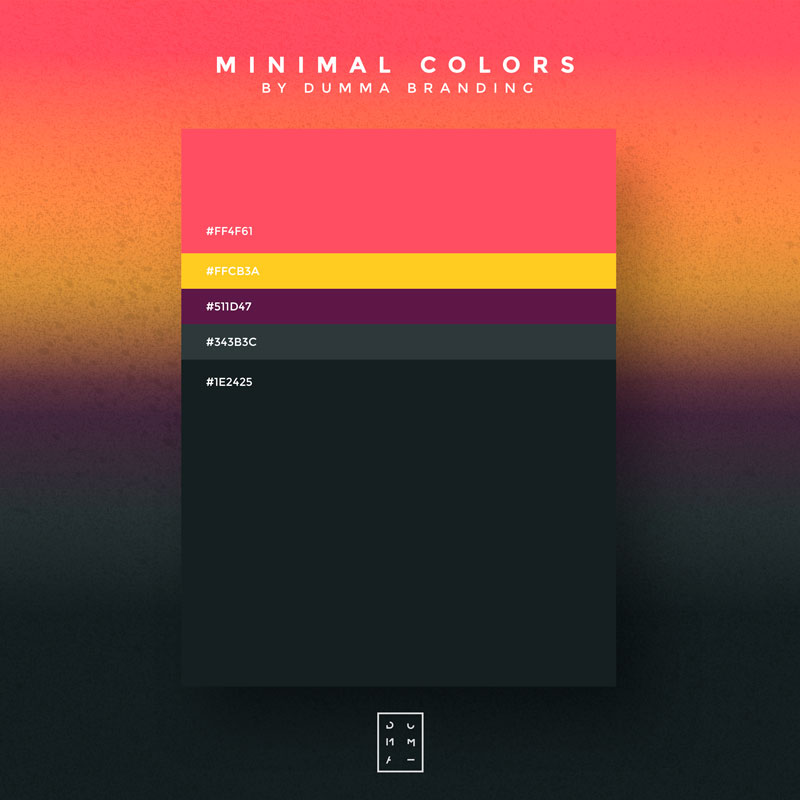 MINIMAL COLORS
BY DUMMA BRANDING
#FF4F61
#FFCB3A
#511D47
#343B3C
#1E2425
D U
M M
A –